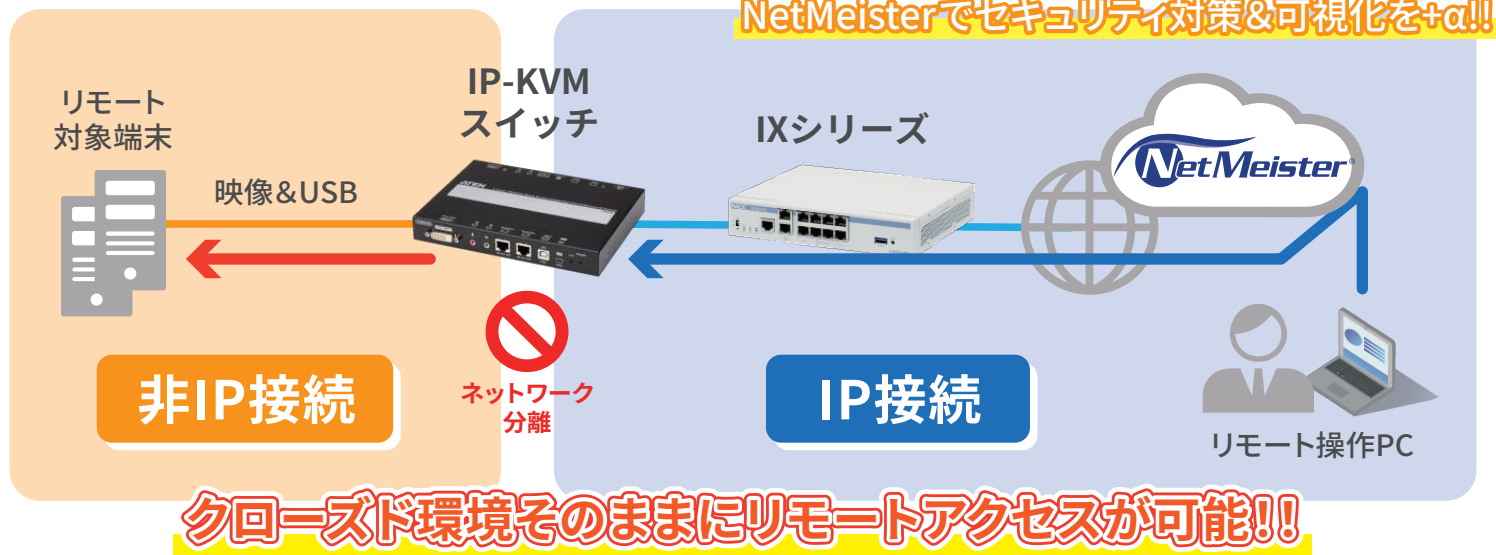 NetMeisterでセキュリティ対策&可視化を+α!!
リモート
対象端末
映像&USB
IP-KVM
スイッチ
ATEN
IXシリーズ
NEC
NetMeister®
ネットワーク
分離
非IP接続
IP接続
リモート操作PC
クローズド環境そのままにリモートアクセスが可能!!